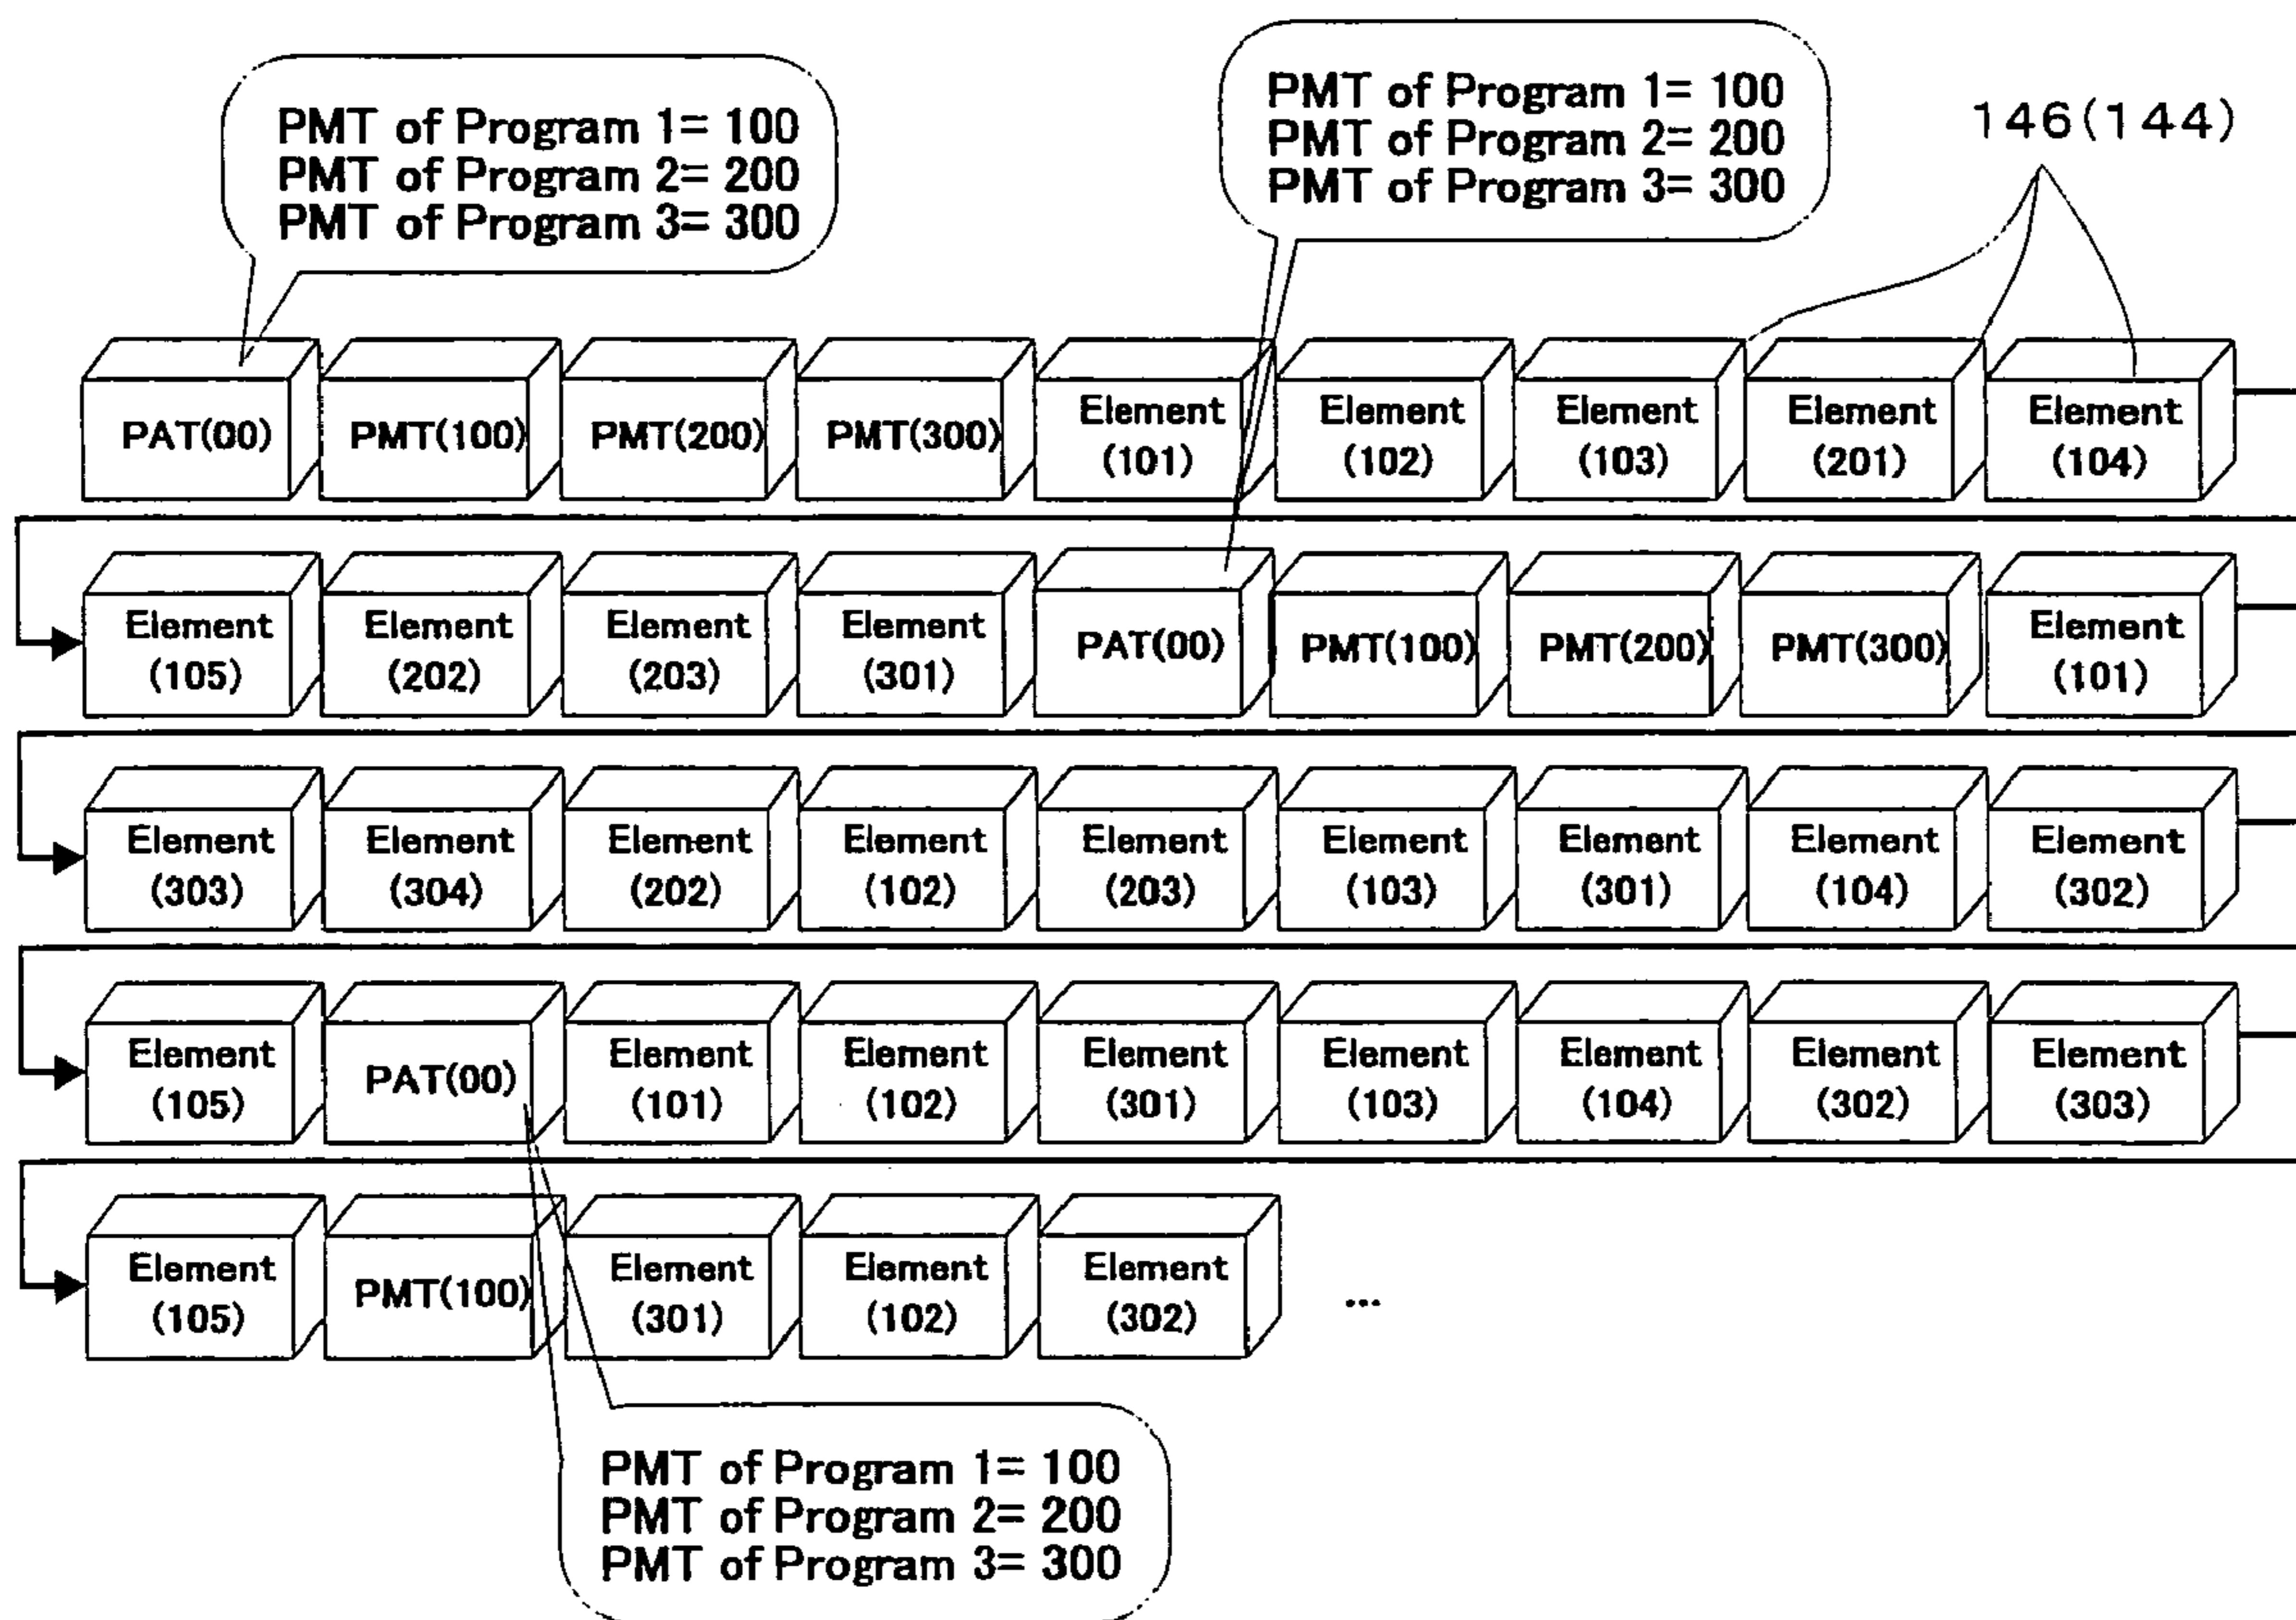 PMT of Program 1= 100
PMT of Program 2= 200
PMT of Program 3= 300
PMT of Program 1= 100
PMT of Program 2= 200
PMT of Program 3= 300
146(144)
PAT(00) PMT(100) PMT(200) PMT(300) Element (101) Element (102) Element (103) Element (201) Element (104)
Element (105) Element (202) Element (203) Element (301) PAT(00) PMT(100) PMT(200) PMT(300) Element (101)
Element (303) Element (304) Element (202) Element (102) Element (203) Element (103) Element (301) Element (104) Element (302)
Element (105) PAT(00) Element (101) Element (102) Element (301) Element (103) Element (104) Element (302) Element (303)
Element (105) PMT(100) Element (301) Element (102) Element (302) ...
PMT of Program 1= 100
PMT of Program 2= 200
PMT of Program 3= 300